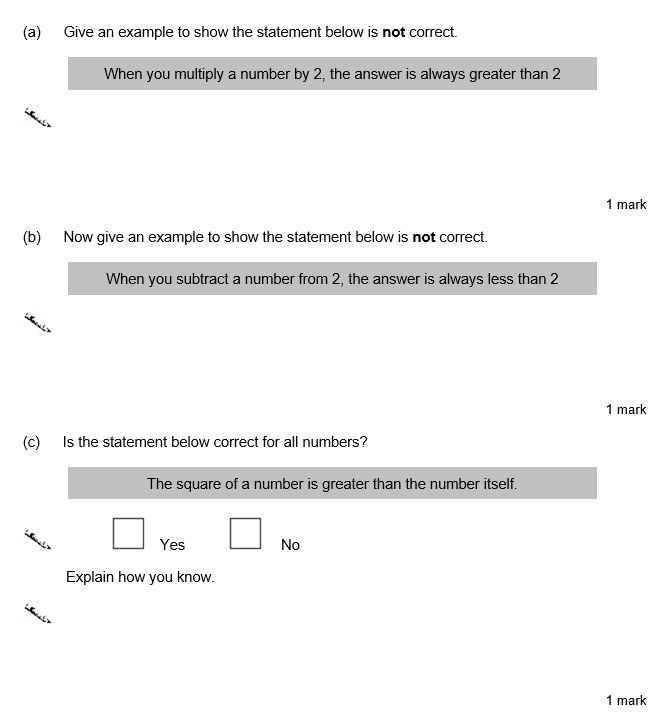 (a) Give an example to show the statement below is not correct.
When you multiply a number by 2, the answer is always greater than 2
1 mark
(b) Now give an example to show the statement below is not correct.
When you subtract a number from 2, the answer is always less than 2
1 mark
(c) Is the statement below correct for all numbers?
The square of a number is greater than the number itself.
Yes No
Explain how you know.
1 mark